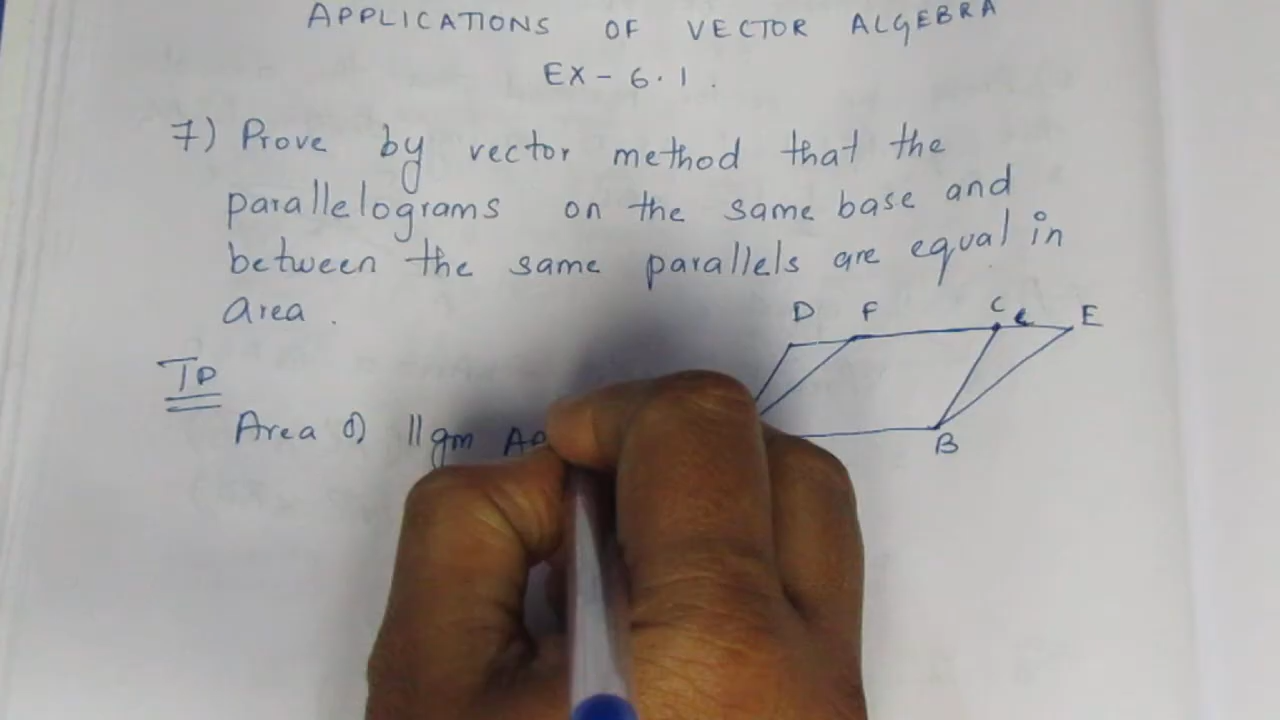 APPLICATIONS OF VECTOR ALGEBRA
EX - 6.1.
7) Prove by vector method that the
parallelograms on the same base and
between the same parallels are equal in
area.
D F C E
TP
Area of ||gm
B